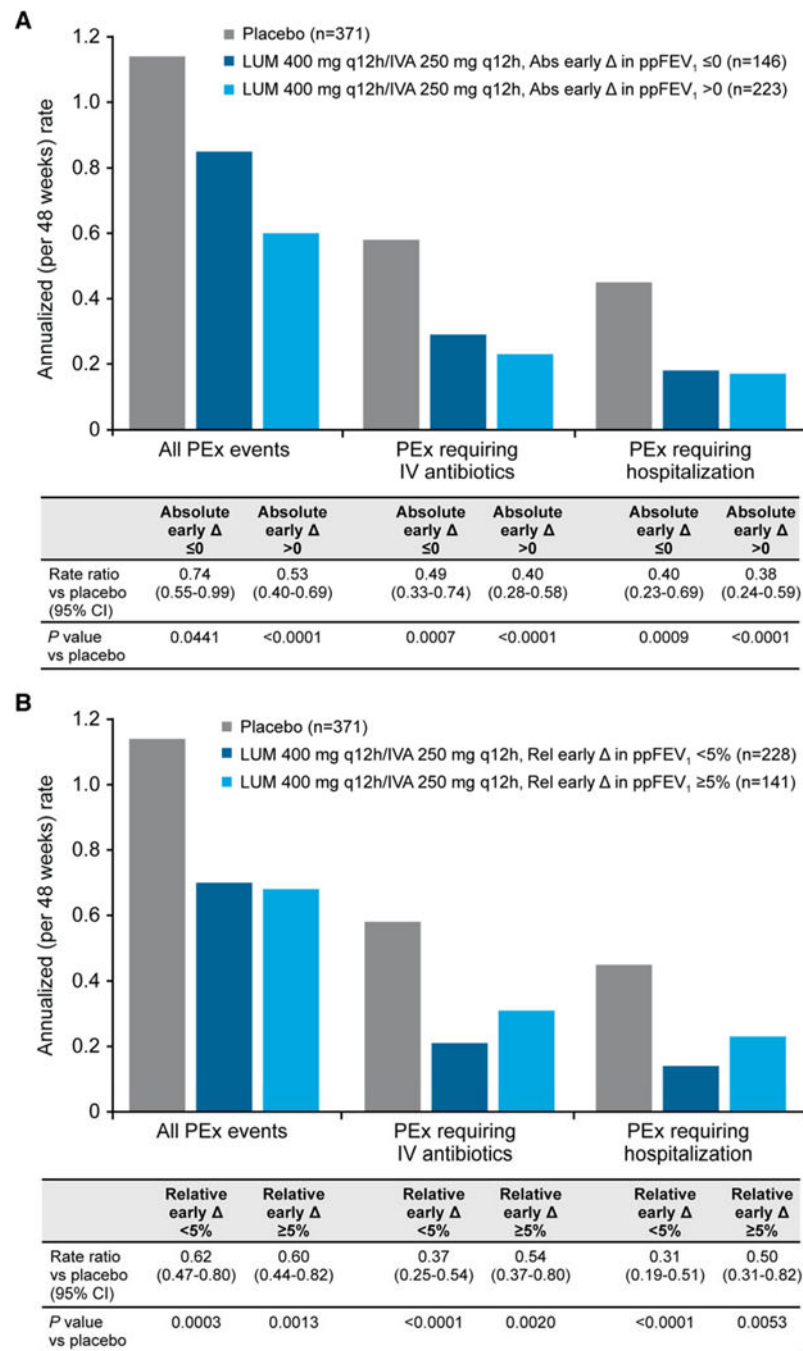 A
Placebo (n=371)
LUM 400 mg q12h/IVA 250 mg q12h, Abs early Δ in ppFEV₁ ≤0 (n=146)
LUM 400 mg q12h/IVA 250 mg q12h, Abs early Δ in ppFEV₁ >0 (n=223)
Annualized (per 48 weeks) rate
1.2
1.0
0.8
0.6
0.4
0.2
0
All PEx events
PEx requiring
IV antibiotics
PEx requiring
hospitalization
Absolute early Δ ≤0
Absolute early Δ >0
Absolute early Δ ≤0
Absolute early Δ >0
Absolute early Δ ≤0
Absolute early Δ >0
Rate ratio 0.74 0.53 0.49 0.40 0.40 0.38
vs placebo (0.55-0.99) (0.40-0.69) (0.33-0.74) (0.28-0.58) (0.23-0.69) (0.24-0.59)
(95% CI)
P value 0.0441 <0.0001 0.0007 <0.0001 0.0009 <0.0001
vs placebo
B
Placebo (n=371)
LUM 400 mg q12h/IVA 250 mg q12h, Rel early Δ in ppFEV₁ <5% (n=228)
LUM 400 mg q12h/IVA 250 mg q12h, Rel early Δ in ppFEV₁ ≥5% (n=141)
Annualized (per 48 weeks) rate
1.2
1.0
0.8
0.6
0.4
0.2
0
All PEx events
PEx requiring
IV antibiotics
PEx requiring
hospitalization
Relative early Δ <5%
Relative early Δ ≥5%
Relative early Δ <5%
Relative early Δ ≥5%
Relative early Δ <5%
Relative early Δ ≥5%
Rate ratio 0.62 0.60 0.37 0.54 0.31 0.50
vs placebo (0.47-0.80) (0.44-0.82) (0.25-0.54) (0.37-0.80) (0.19-0.51) (0.31-0.82)
(95% CI)
P value 0.0003 0.0013 <0.0001 0.0020 <0.0001 0.0053
vs placebo